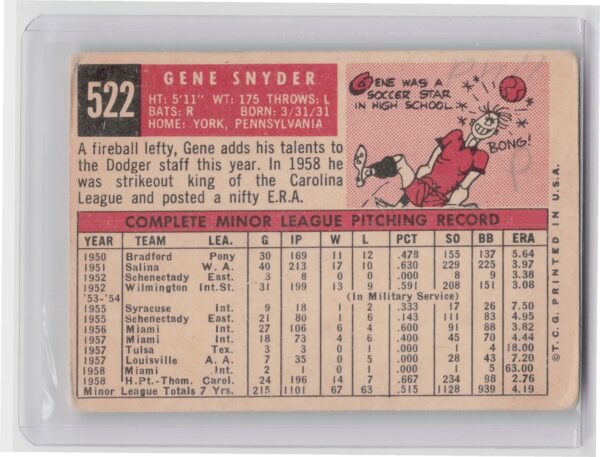 522
GENE SNYDER
HT: 5'11" WT: 175 THROWS: L
BATS: R BORN: 3/31/31
HOME: YORK, PENNSYLVANIA
A fireball lefty, Gene adds his talents to
the Dodger staff this year. In 1958 he
was strikeout king of the Carolina
League and posted a nifty E.R.A.
GENE WAS A
SOCCER STAR
IN HIGH SCHOOL.
BONG!
COMPLETE MINOR LEAGUE PITCHING RECORD
YEAR TEAM LEA. G IP W L PCT SO BB ERA
1950 Bradford Pony 30 169 11 12 .478 155 137 5.64
1951 Salina W. A. 40 213 17 10 .630 229 225 3.97
1952 Schenectady East. 3 8 0 0 .000 5 9 3.38
1952 Wilmington Int.St. 31 199 13 9 .591 208 151 3.08
'53-'54 (In Military Service)
1955 Syracuse Int. 9 18 1 2 .333 17 26 7.50
1955 Schenectady East. 21 80 1 6 .143 111 83 4.95
1956 Miami Int. 27 106 6 4 .600 91 88 3.82
1957 Miami Int. 18 73 4 6 .400 66 55 3.45
1957 Tulsa Tex. 3 3 0 1 .000 4 4 18.00
1957 Louisville A. A. 7 35 0 5 .000 28 43 7.20
1958 Miami Int. 2 1 0 1 .000 2 5 63.00
1958 H.Pt.-Thom. Carol. 24 196 14 7 .667 22 98 2.76
Minor League Totals 7 Yrs. 215 1101 67 63 .515 1128 939 4.19
©T.C.G. PRINTED IN U.S.A.